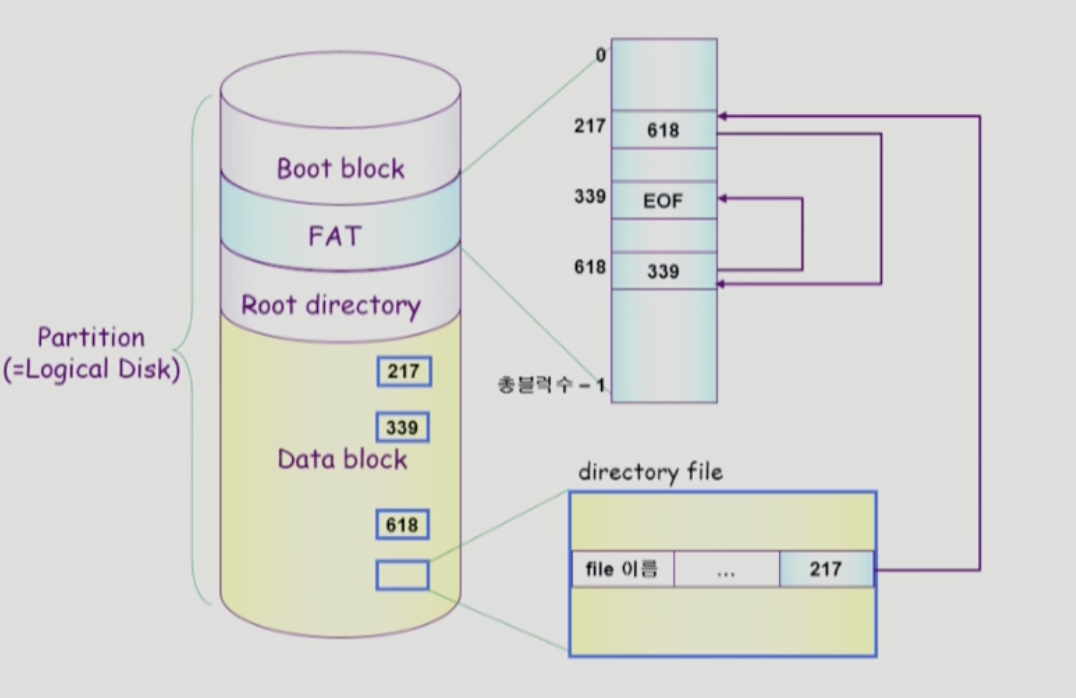 Boot block
FAT
Root directory
Partition
(=Logical Disk)
217
339
Data block
618
0
217
618
339
EOF
618
339
총블럭수 – 1
directory file
file 이름
...
217